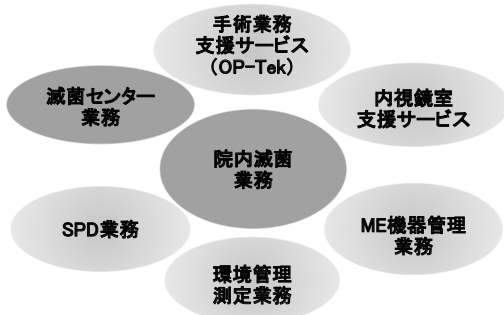 手術業務
支援サービス
(OP-Tek)
滅菌センター
業務
内視鏡室
支援サービス
院内滅菌
業務
SPD業務
ME機器管理
業務
環境管理
測定業務